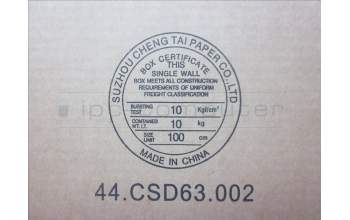 SUZHOU CHENG TAI PAPER CO.,LTD
BOX CERTIFICATE
THIS
SINGLE WALL
BOX MEETS ALL CONSTRUCTION
REQUIREMENTS OF UNIFORM
FREIGHT CLASSIFICATION
BURSTING TEST 10 Kgf/cm²
CONTAINED WT. LT. 10 kg
SIZE LIMIT 100 cm
MADE IN CHINA
44.CSD63.002